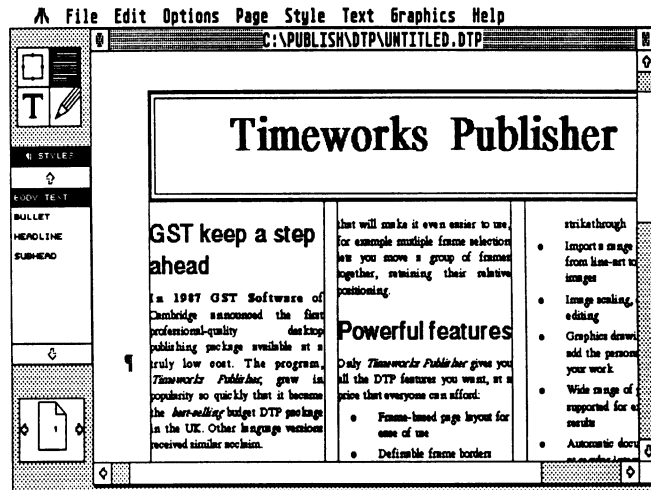 File Edit Options Page Style Text Graphics Help
C:\PUBLISH\DTP\UNTITLED.DTP
T
¶ STYLES
BODY TEXT
BULLET
HEADLINE
SUBHEAD
1
Timeworks Publisher
GST keep a step
ahead
In 1987 GST Software of
Cambridge announced the first
professional-quality desktop
publishing package available at a
¶
truly low cost. The program,
Timeworks Publisher, grew in
popularity so quickly that it became
the best-selling budget DTP package
in the UK. Other language versions
received similar acclaim.
that will make it even easier to use,
for example mutliple frame selection
lets you move a group of frames
together, retaining their relative
positioning.
Powerful features
Only Timeworks Publisher gives you
all the DTP features you want, at a
price that everyone can afford:
• Frame-based page layout for
ease of use
• Definable frame borders
strikethrough
• Import a range
from line-art to
images
• Image scaling,
editing
• Graphics drawi
add the person
your work
• Wide range of
supported for e
results
• Automatic docu